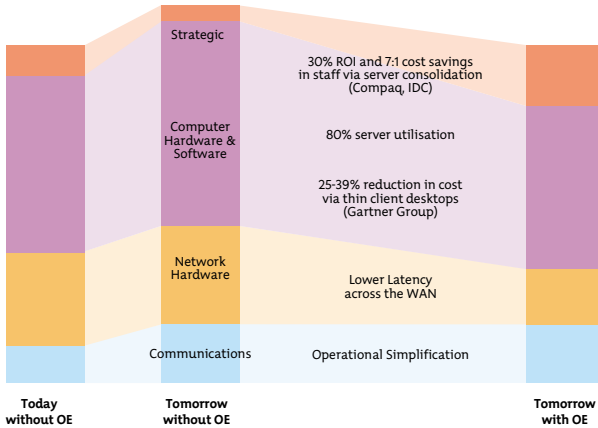 Strategic
30% ROI and 7:1 cost savings
in staff via server consolidation
(Compaq, IDC)
Computer
Hardware &
Software
80% server utilisation
25-39% reduction in cost
via thin client desktops
(Gartner Group)
Network
Hardware
Lower Latency
across the WAN
Communications
Operational Simplification
Today
without OE
Tomorrow
without OE
Tomorrow
with OE